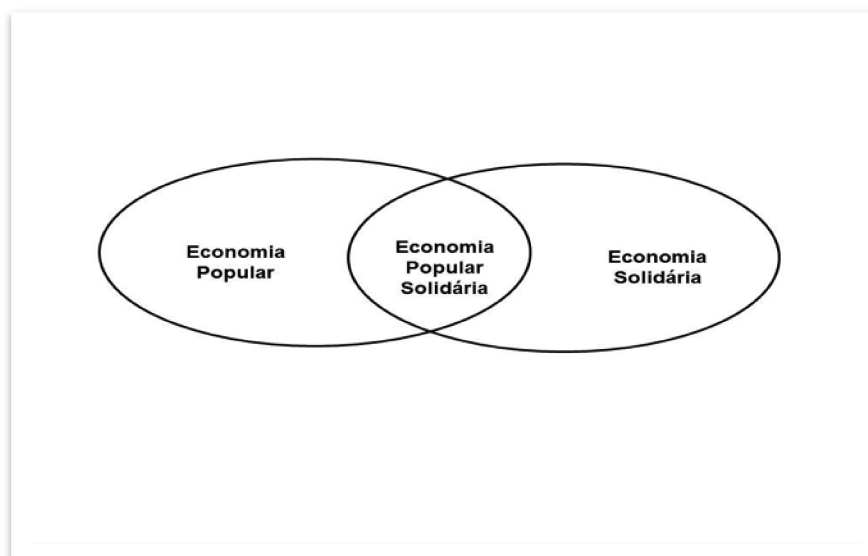 Economia
Popular
Economia
Popular
Solidária
Economia
Solidária